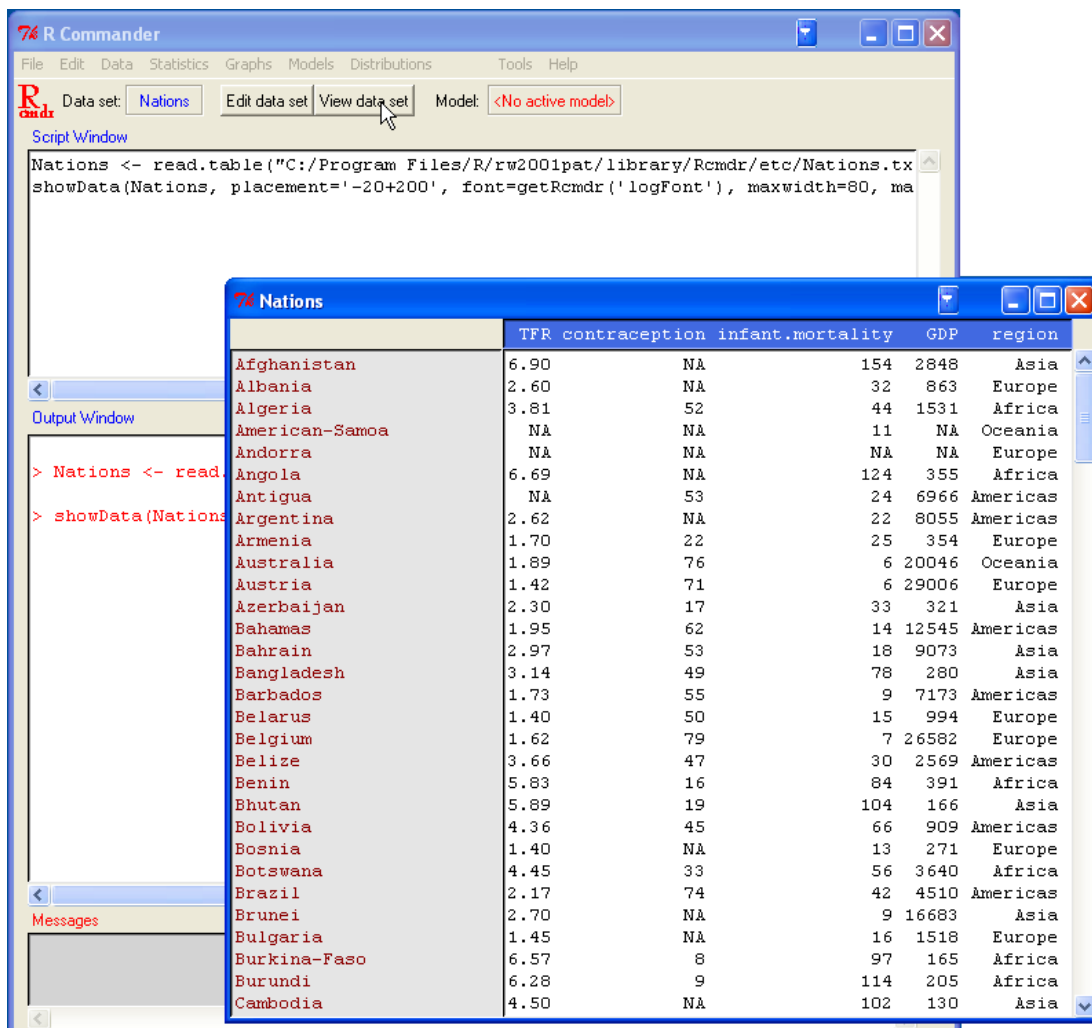 R Commander
File Edit Data Statistics Graphs Models Distributions Tools Help
R cmdr Data set: Nations Edit data set View data set Model: <No active model>
Script Window
Nations <- read.table("C:/Program Files/R/rw2001pat/library/Rcmdr/etc/Nations.tx
showData(Nations, placement='-20+200', font=getRcmdr('logFont'), maxwidth=80, ma
Output Window
> Nations <- read.
> showData(Nations
Messages
Nations
TFR contraception infant.mortality GDP region
Afghanistan 6.90 NA 154 2848 Asia
Albania 2.60 NA 32 863 Europe
Algeria 3.81 52 44 1531 Africa
American-Samoa NA NA 11 NA Oceania
Andorra NA NA NA NA Europe
Angola 6.69 NA 124 355 Africa
Antigua NA 53 24 6966 Americas
Argentina 2.62 NA 22 8055 Americas
Armenia 1.70 22 25 354 Europe
Australia 1.89 76 6 20046 Oceania
Austria 1.42 71 6 29006 Europe
Azerbaijan 2.30 17 33 321 Asia
Bahamas 1.95 62 14 12545 Americas
Bahrain 2.97 53 18 9073 Asia
Bangladesh 3.14 49 78 280 Asia
Barbados 1.73 55 9 7173 Americas
Belarus 1.40 50 15 994 Europe
Belgium 1.62 79 7 26582 Europe
Belize 3.66 47 30 2569 Americas
Benin 5.83 16 84 391 Africa
Bhutan 5.89 19 104 166 Asia
Bolivia 4.36 45 66 909 Americas
Bosnia 1.40 NA 13 271 Europe
Botswana 4.45 33 56 3640 Africa
Brazil 2.17 74 42 4510 Americas
Brunei 2.70 NA 9 16683 Asia
Bulgaria 1.45 NA 16 1518 Europe
Burkina-Faso 6.57 8 97 165 Africa
Burundi 6.28 9 114 205 Africa
Cambodia 4.50 NA 102 130 Asia